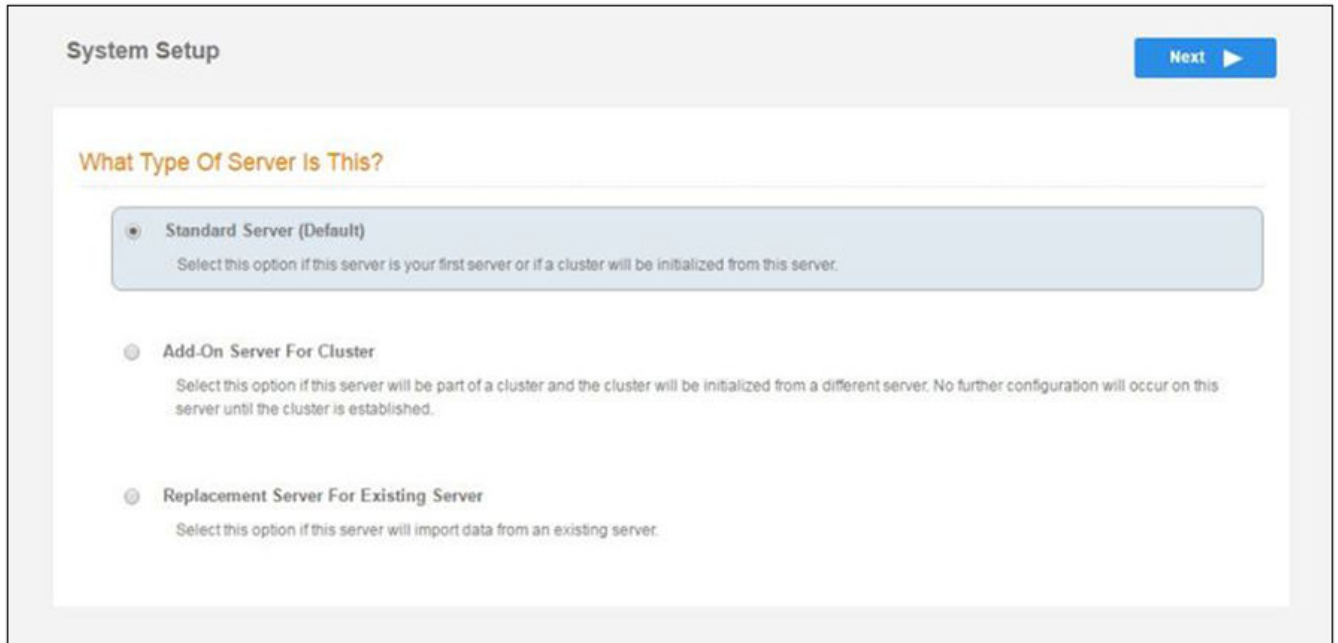 System Setup
Next
What Type Of Server Is This?
Standard Server (Default)
Select this option if this server is your first server or if a cluster will be initialized from this server.
Add-On Server For Cluster
Select this option if this server will be part of a cluster and the cluster will be initialized from a different server. No further configuration will occur on this
server until the cluster is established.
Replacement Server For Existing Server
Select this option if this server will import data from an existing server.